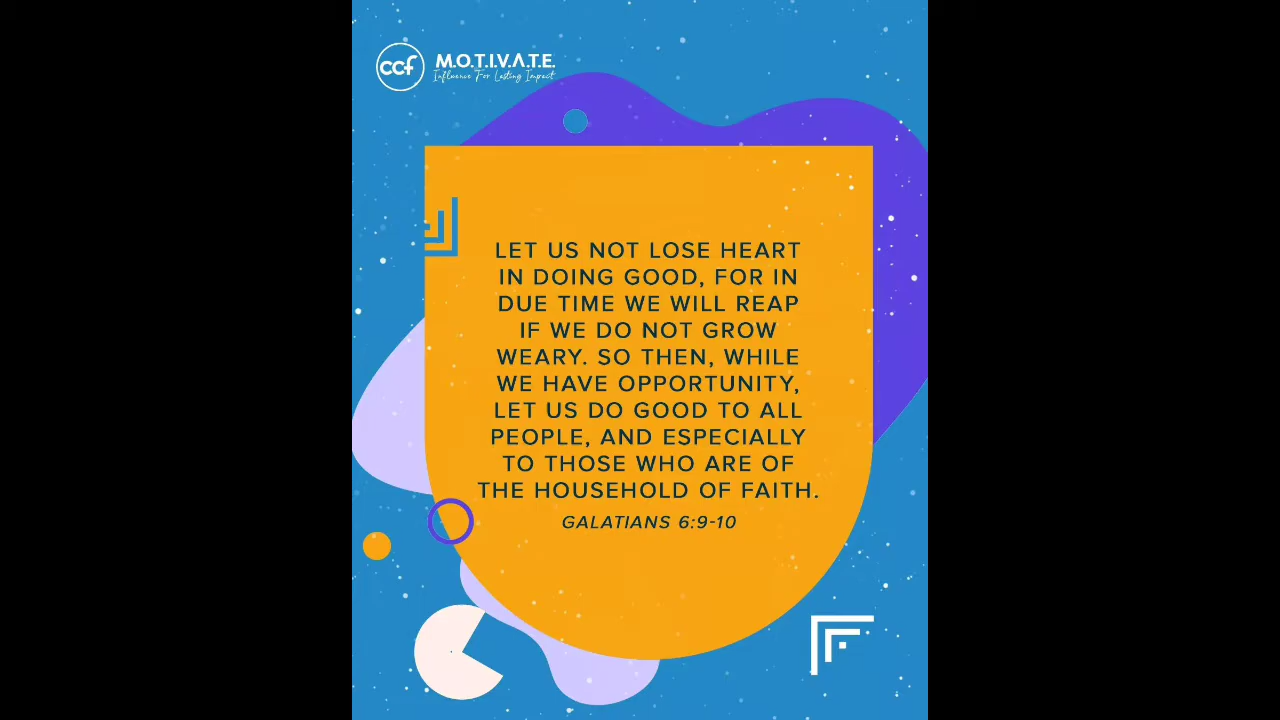 ccf
M.O.T.I.V.A.T.E.
Influence For Lasting Impact
LET US NOT LOSE HEART
IN DOING GOOD, FOR IN
DUE TIME WE WILL REAP
IF WE DO NOT GROW
WEARY. SO THEN, WHILE
WE HAVE OPPORTUNITY,
LET US DO GOOD TO ALL
PEOPLE, AND ESPECIALLY
TO THOSE WHO ARE OF
THE HOUSEHOLD OF FAITH.
GALATIANS 6:9-10